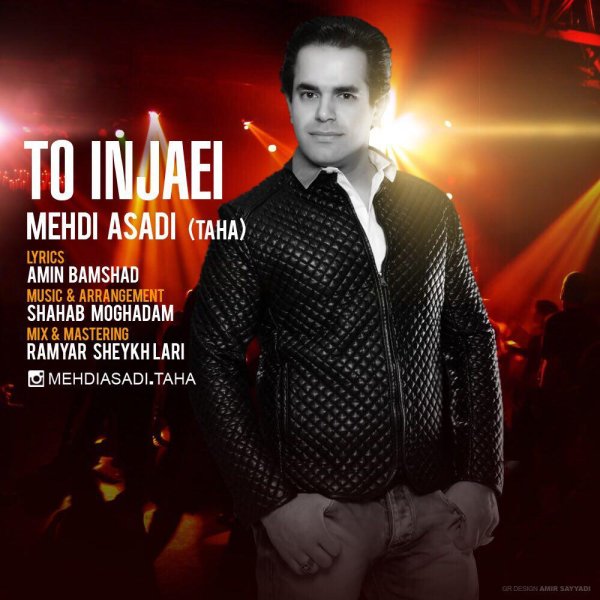 TO INJAEI
MEHDI ASADI (TAHA)
LYRICS
AMIN BAMSHAD
MUSIC & ARRANGEMENT
SHAHAB MOGHADAM
MIX & MASTERING
RAMYAR SHEYKH LARI
MEHDIASADI.TAHA
GR DESIGN AMIR SAYYADI